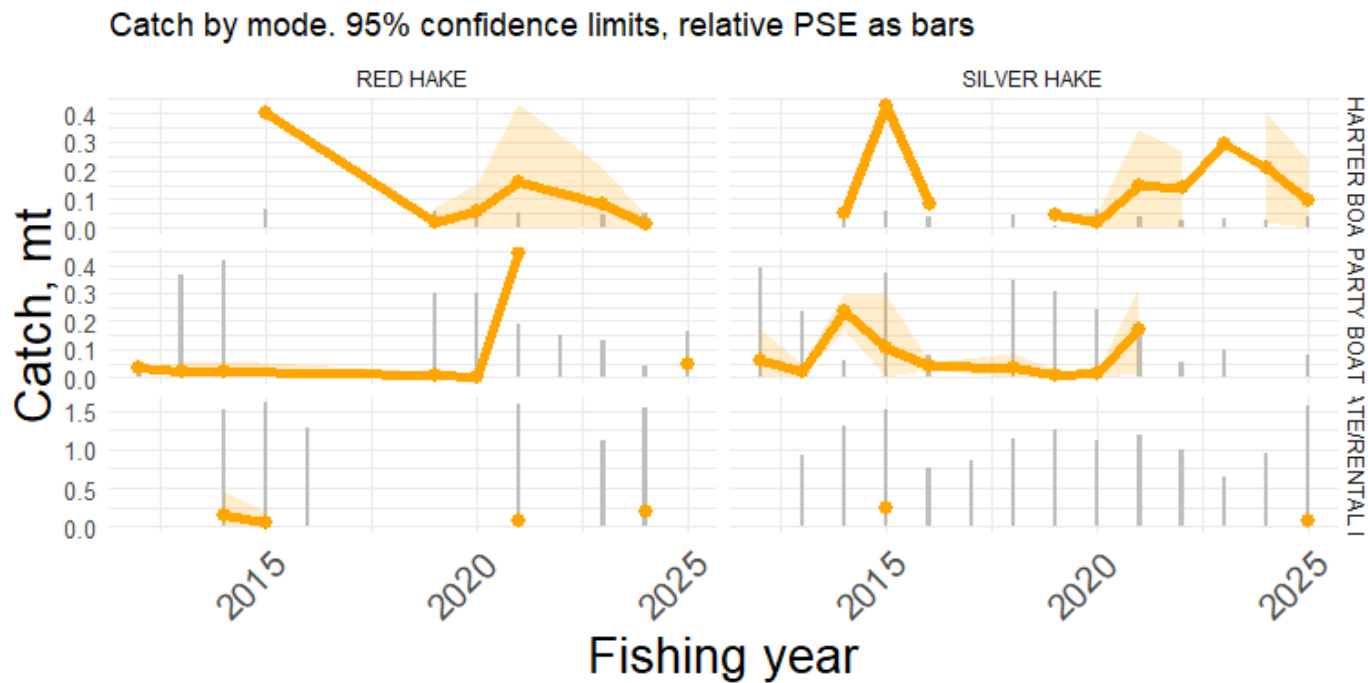 Catch by mode. 95% confidence limits, relative PSE as bars
RED HAKE
SILVER HAKE
Catch, mt
0.4
0.3
0.2
0.1
0.0
HARTER BOA
0.4
0.3
0.2
0.1
0.0
PARTY BOAT
1.5
1.0
0.5
0.0
ATE/RENTAL
2015
2020
2025
2015
2020
2025
Fishing year